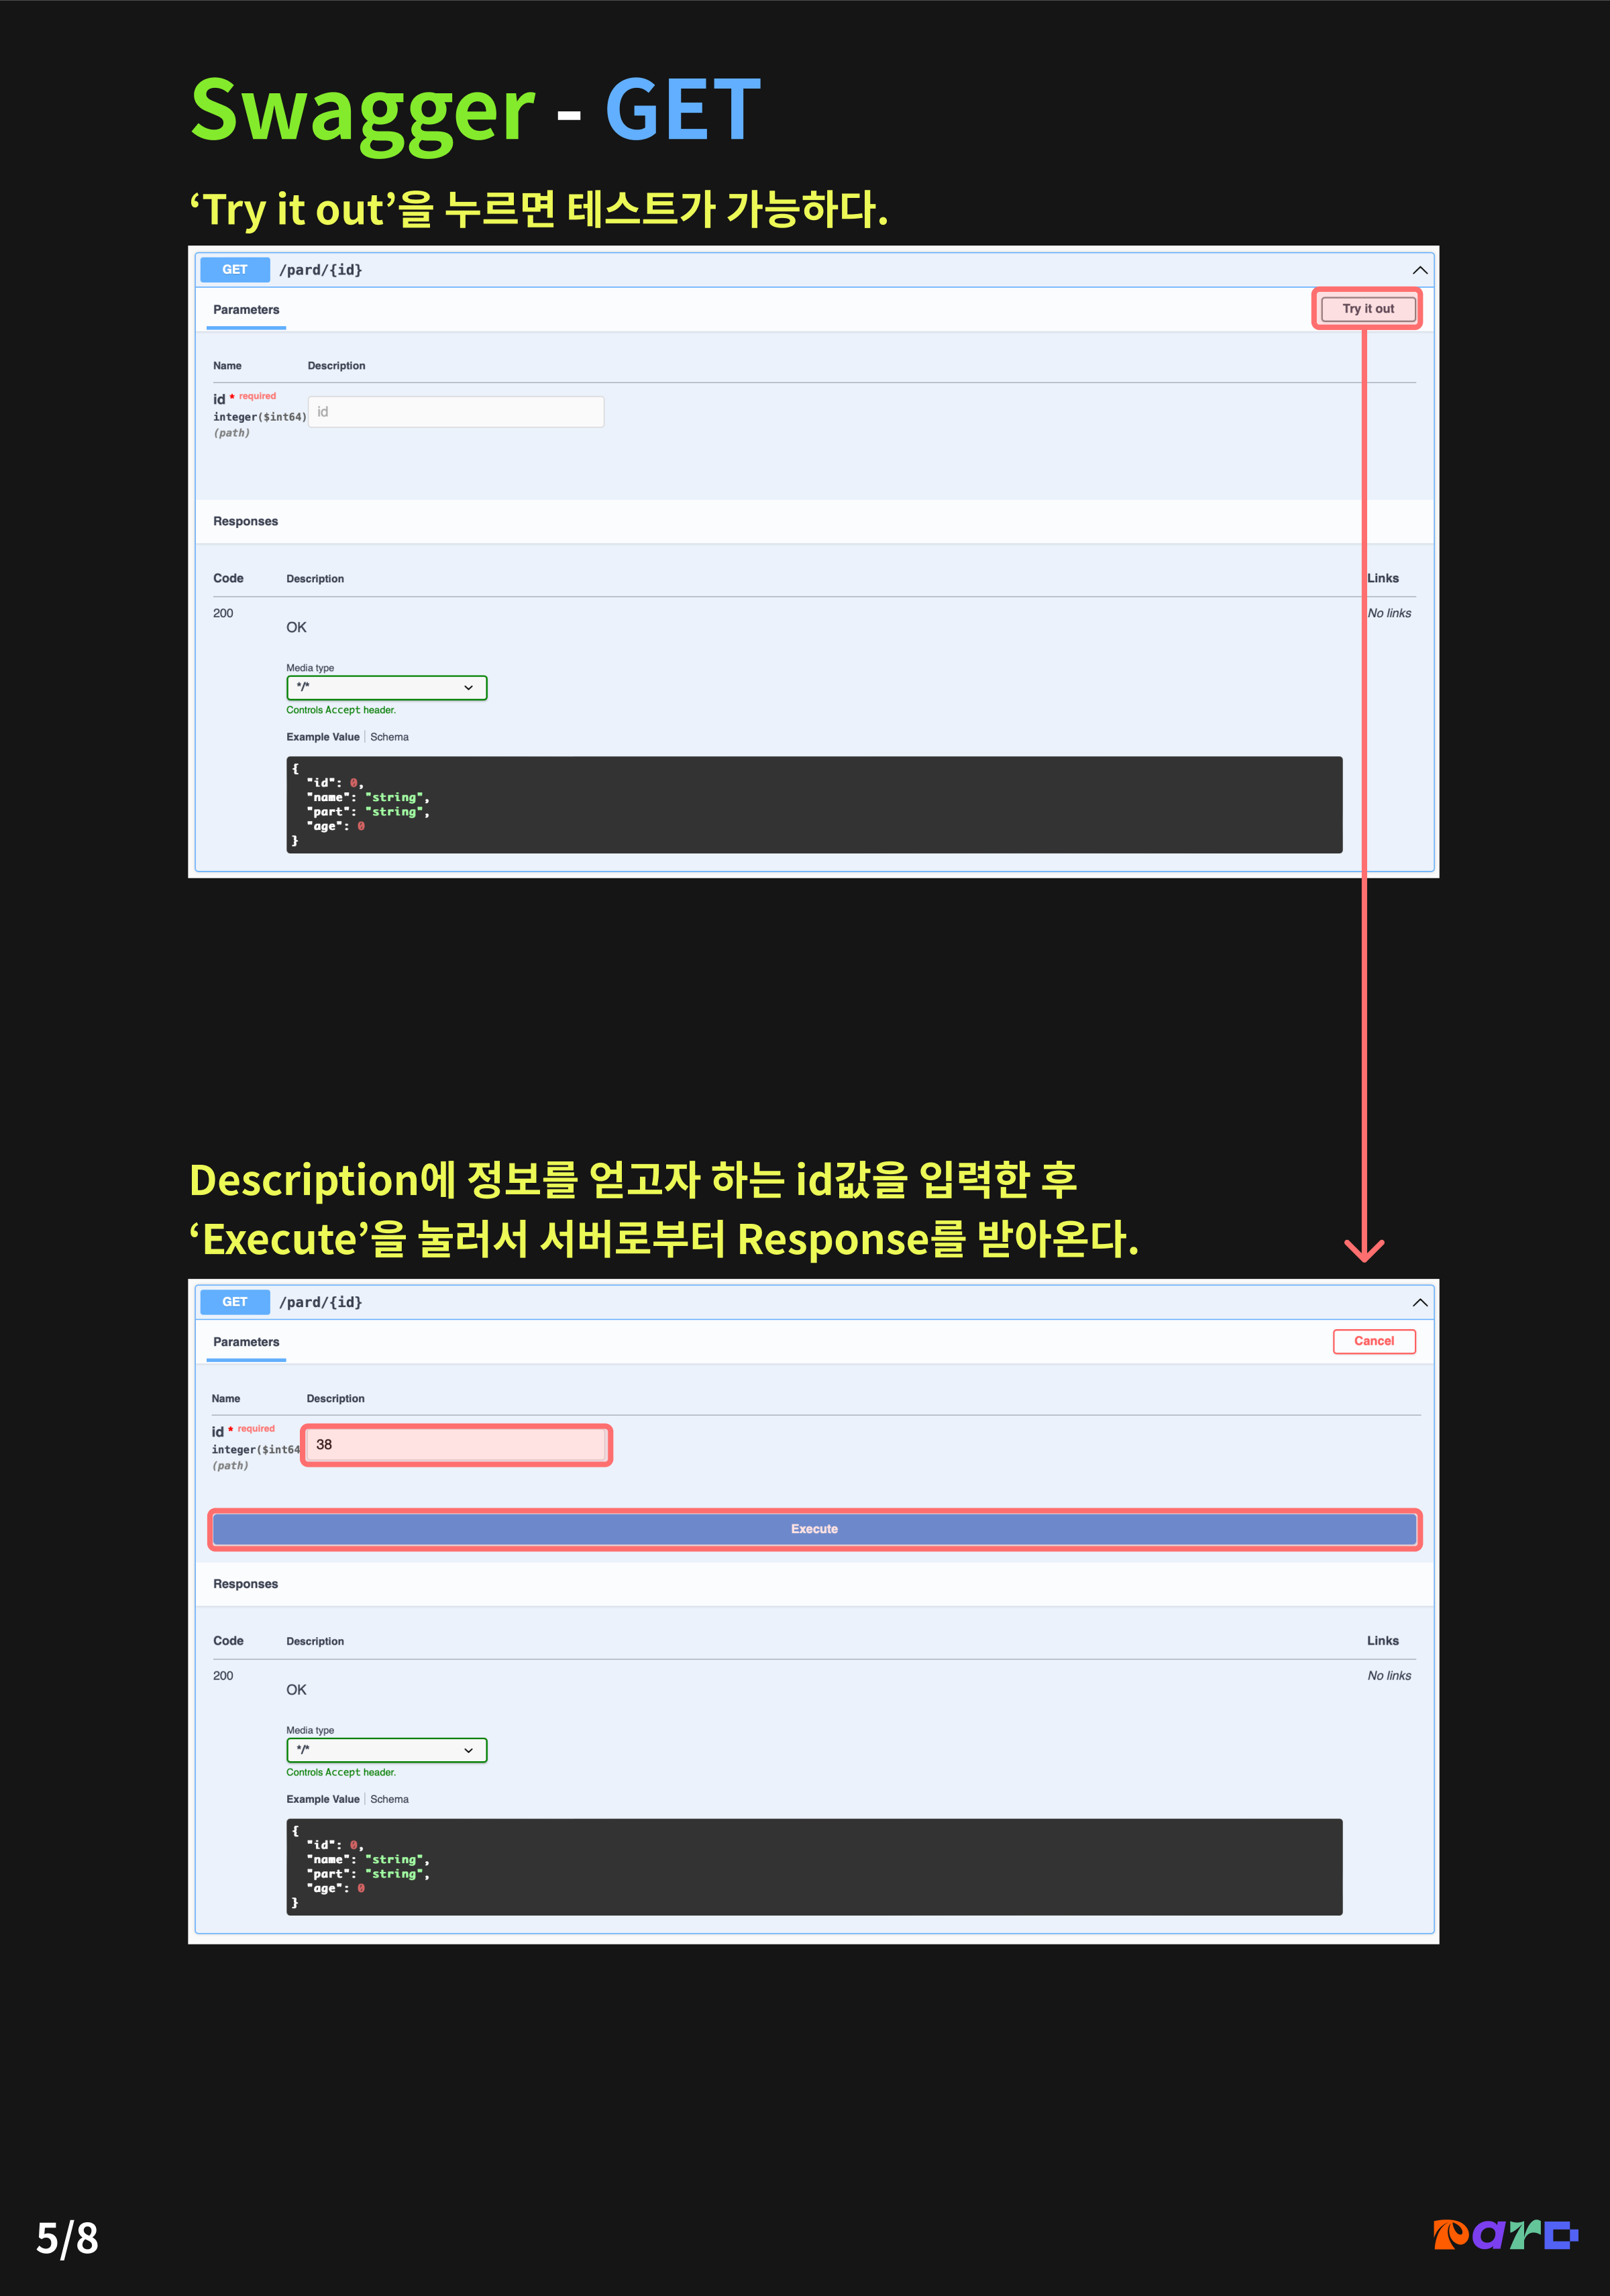 Swagger - GET
‘Try it out’을 누르면 테스트가 가능하다.
GET /pard/{id}
Parameters
Try it out
Name Description
id * required
integer($int64)
(path)
id
Responses
Code Description Links
200 No links
OK
Media type
*/*
Controls Accept header.
Example Value | Schema
{
"id": 0,
"name": "string",
"part": "string",
"age": 0
}
Description에 정보를 얻고자 하는 id값을 입력한 후
‘Execute’을 눌러서 서버로부터 Response를 받아온다.
GET /pard/{id}
Parameters
Cancel
Name Description
id * required
integer($int64
(path)
38
Execute
Responses
Code Description Links
200 No links
OK
Media type
*/*
Controls Accept header.
Example Value | Schema
{
"id": 0,
"name": "string",
"part": "string",
"age": 0
}
5/8
Pard